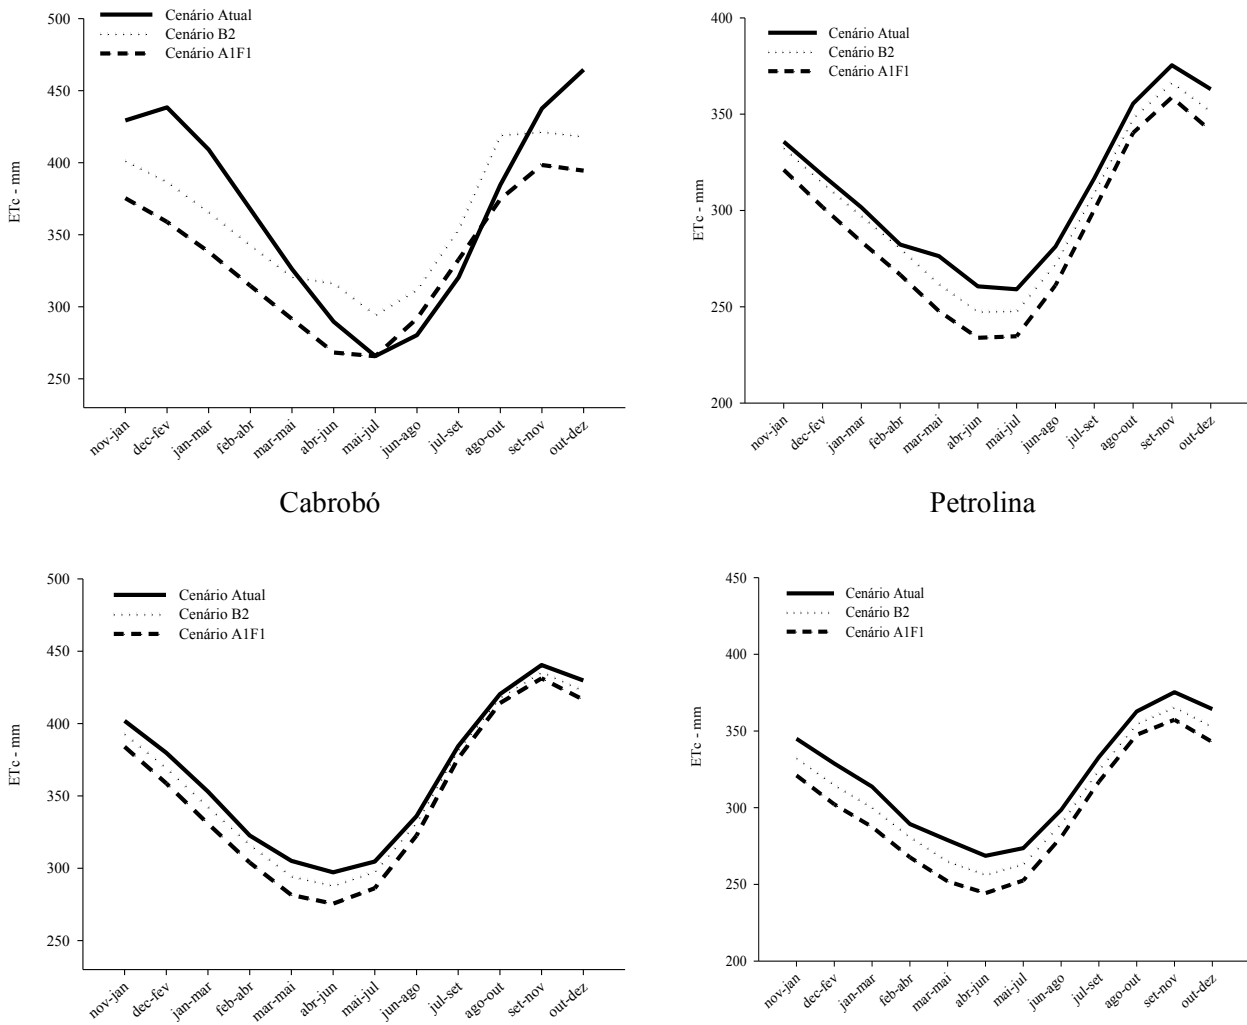 500
450
400
350
300
250
ETc - mm
Cenário Atual
Cenário B2
Cenário A1F1
nov-jan
dec-fev
jan-mar
feb-abr
mar-mai
abr-jun
mai-jul
jun-ago
jul-set
ago-out
set-nov
out-dez
Cabrobó
400
350
300
250
200
ETc - mm
Cenário Atual
Cenário B2
Cenário A1F1
nov-jan
dec-fev
jan-mar
feb-abr
mar-mai
abr-jun
mai-jul
jun-ago
jul-set
ago-out
set-nov
out-dez
Petrolina
500
450
400
350
300
250
ETc - mm
Cenário Atual
Cenário B2
Cenário A1F1
nov-jan
dec-fev
jan-mar
feb-abr
mar-mai
abr-jun
mai-jul
jun-ago
jul-set
ago-out
set-nov
out-dez
450
400
350
300
250
200
ETc - mm
Cenário Atual
Cenário B2
Cenário A1F1
nov-jan
dec-fev
jan-mar
feb-abr
mar-mai
abr-jun
mai-jul
jun-ago
jul-set
ago-out
set-nov
out-dez